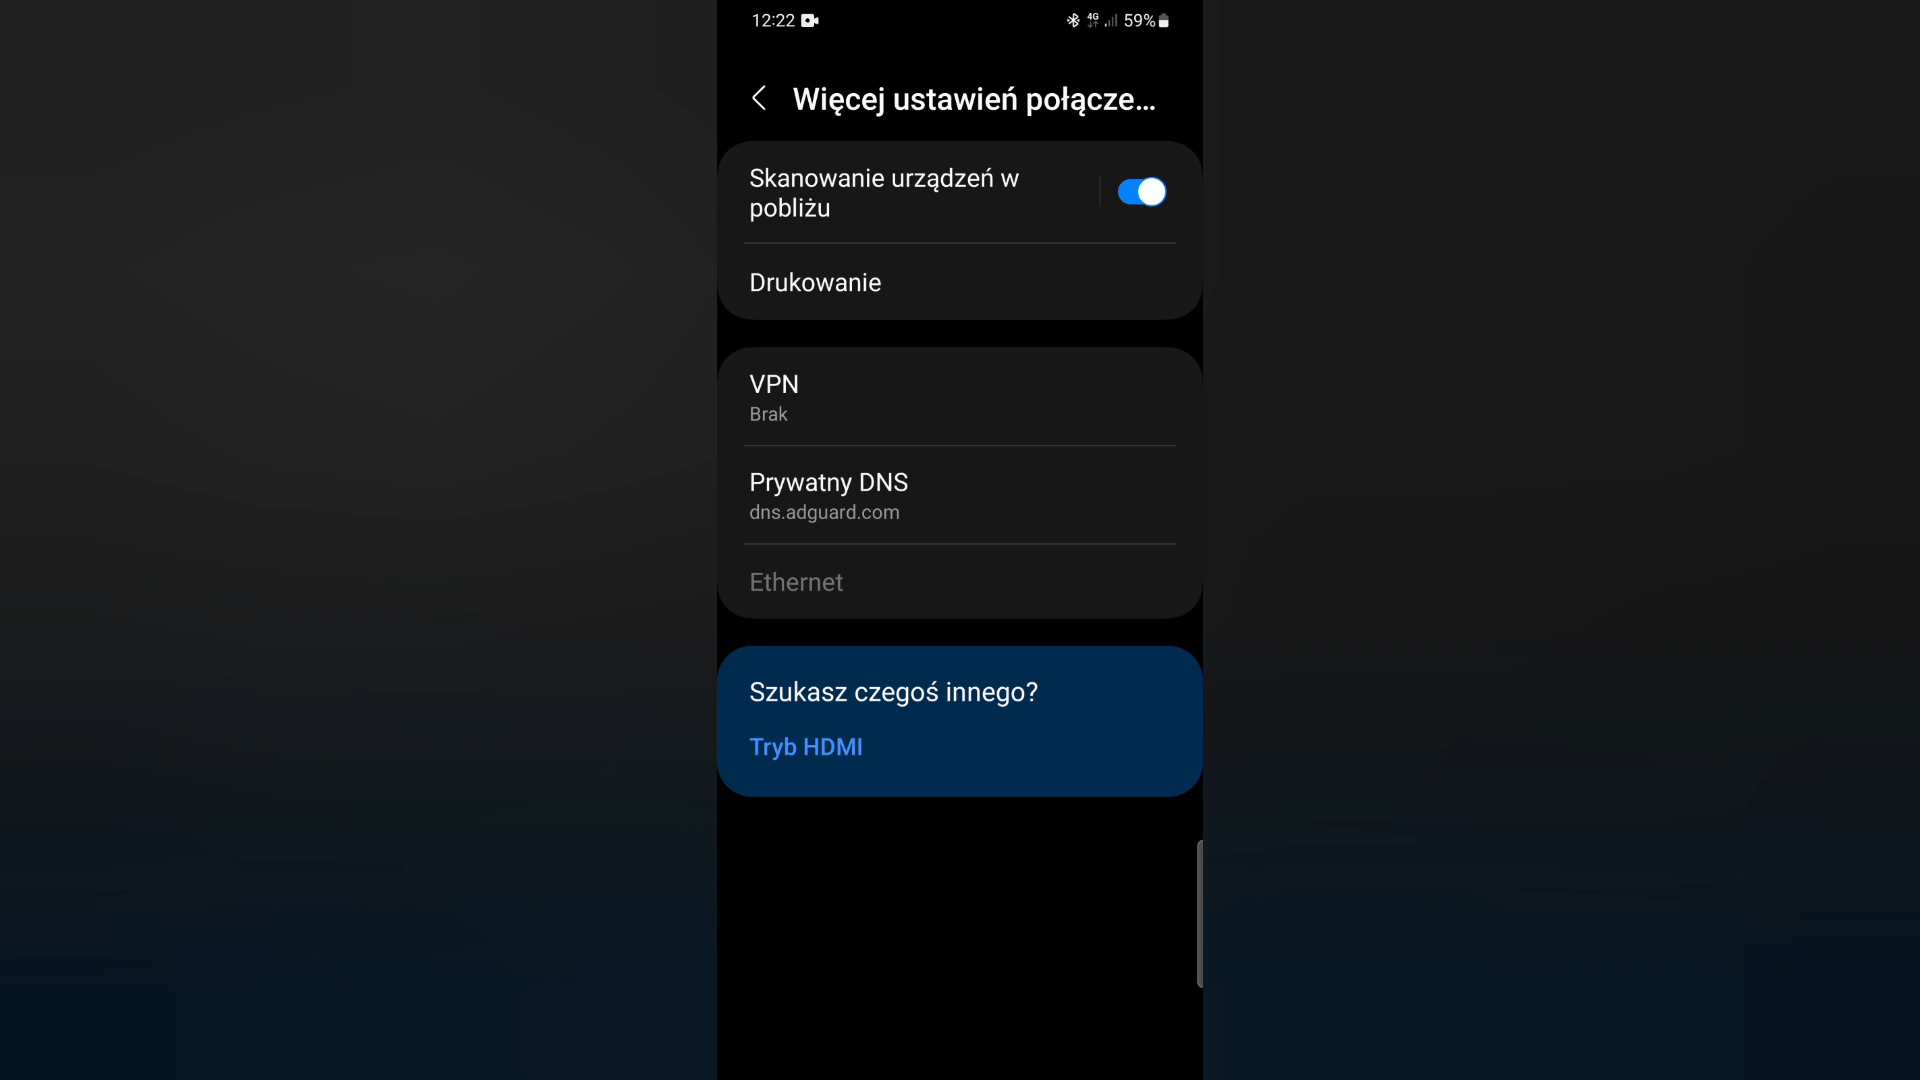 12:22 4G 59%
Więcej ustawień połącze...
Skanowanie urządzeń w
pobliżu
Drukowanie
VPN
Brak
Prywatny DNS
dns.adguard.com
Ethernet
Szukasz czegoś innego?
Tryb HDMI